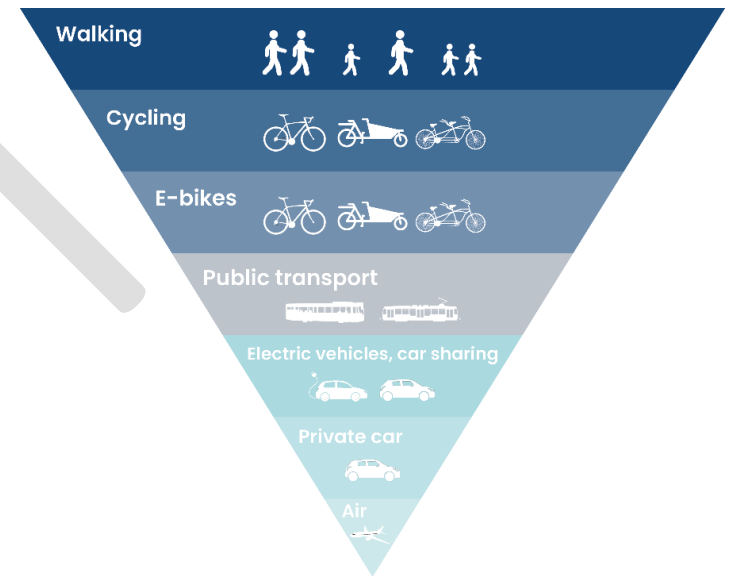 Walking
Cycling
E-bikes
Public transport
Electric vehicles, car sharing
Private car
Air